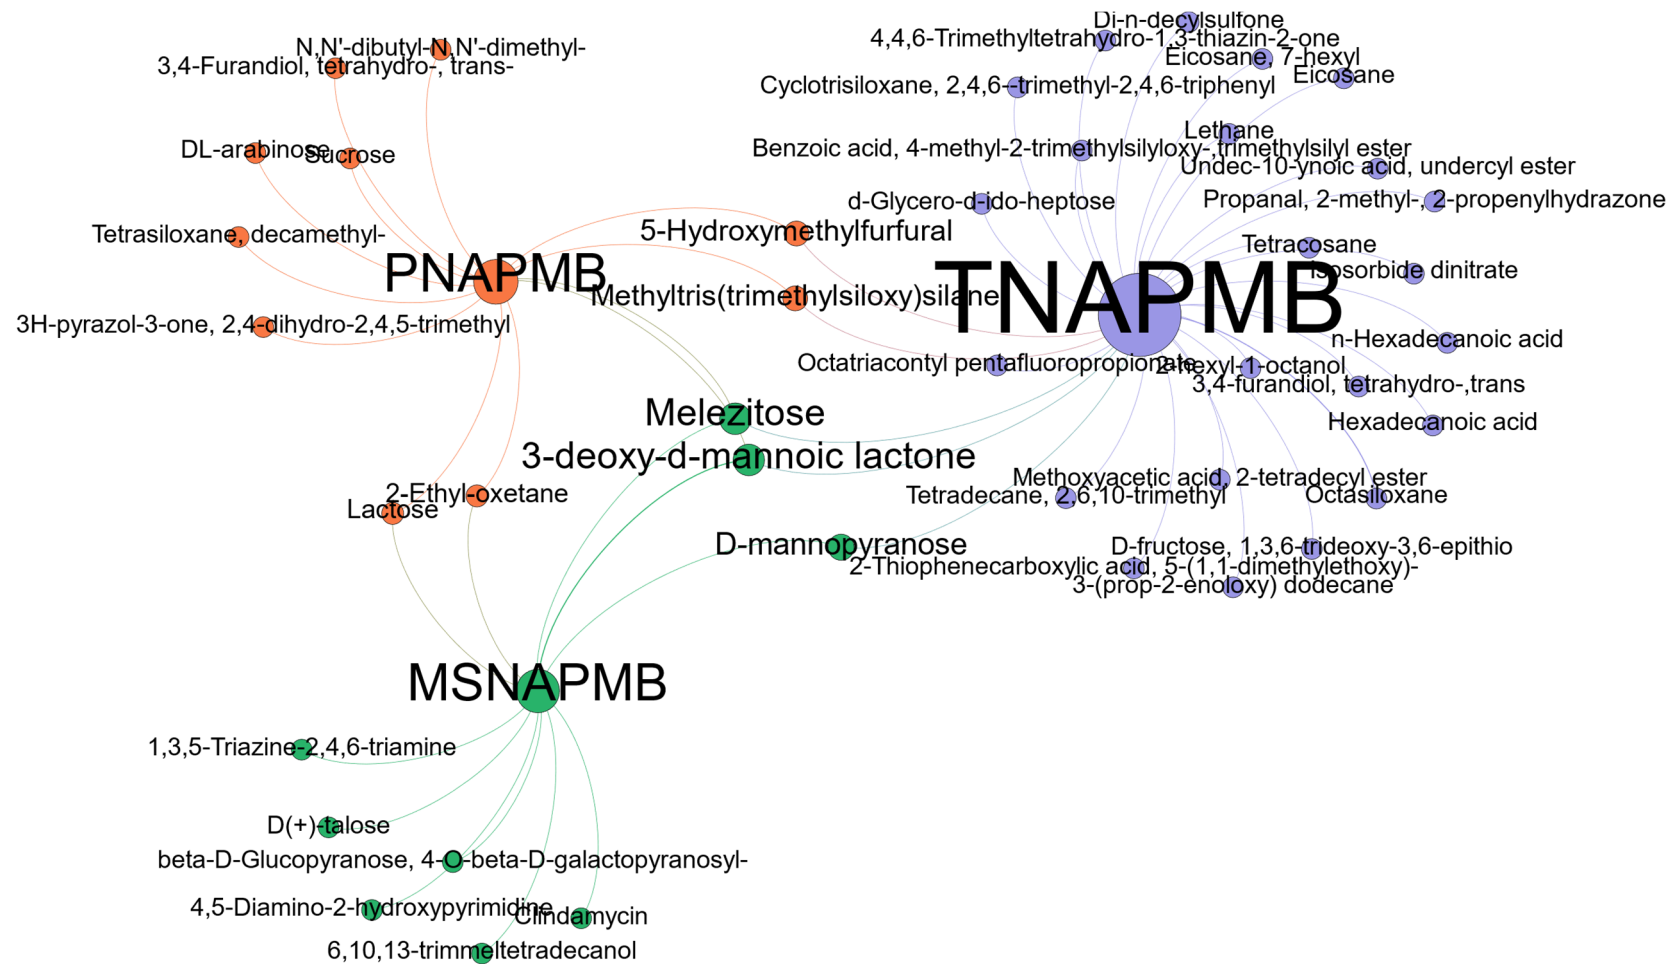 Di-n-decylsulfone
4,4,6-Trimethyltetrahydro-1,3-thiazin-2-one
N,N'-dibutyl-N,N'-dimethyl-
Eicosane, 7-hexyl
3,4-Furandiol, tetrahydro-, trans-
Eicosane
Cyclotrisiloxane, 2,4,6--trimethyl-2,4,6-triphenyl
Lethane
DL-arabinose
Sucrose
Benzoic acid, 4-methyl-2-trimethylsilyloxy-,trimethylsilyl ester
Undec-10-ynoic acid, undercyl ester
d-Glycero-d-ido-heptose
Propanal, 2-methyl-, 2-propenylhydrazone
Tetrasiloxane, decamethyl-
5-Hydroxymethylfurfural
Tetracosane
PNAPMB
Isosorbide dinitrate
Methyltris(trimethylsiloxy)silane
TNAPMB
3H-pyrazol-3-one, 2,4-dihydro-2,4,5-trimethyl
n-Hexadecanoic acid
Octatriacontyl pentafluoropropionate
2-hexyl-1-octanol
3,4-furandiol, tetrahydro-,trans
Melezitose
Hexadecanoic acid
3-deoxy-d-mannoic lactone
Methoxyacetic acid, 2-tetradecyl ester
2-Ethyl-oxetane
Tetradecane, 2,6,10-trimethyl
Octasiloxane
Lactose
D-mannopyranose
D-fructose, 1,3,6-trideoxy-3,6-epithio
2-Thiophenecarboxylic acid, 5-(1,1-dimethylethoxy)-
3-(prop-2-enoloxy) dodecane
MSNAPMB
1,3,5-Triazine-2,4,6-triamine
D(+)-talose
beta-D-Glucopyranose, 4-O-beta-D-galactopyranosyl-
4,5-Diamino-2-hydroxypyrimidine
Clindamycin
6,10,13-trimmeltetradecanol